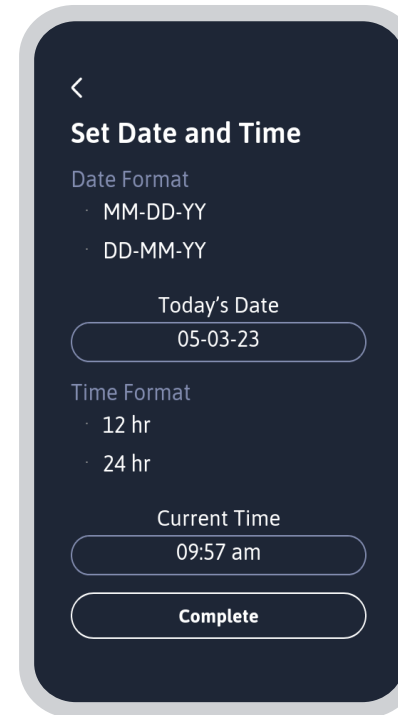 Set Date and Time
Date Format
MM-DD-YY
DD-MM-YY
Today’s Date
05-03-23
Time Format
12 hr
24 hr
Current Time
09:57 am
Complete